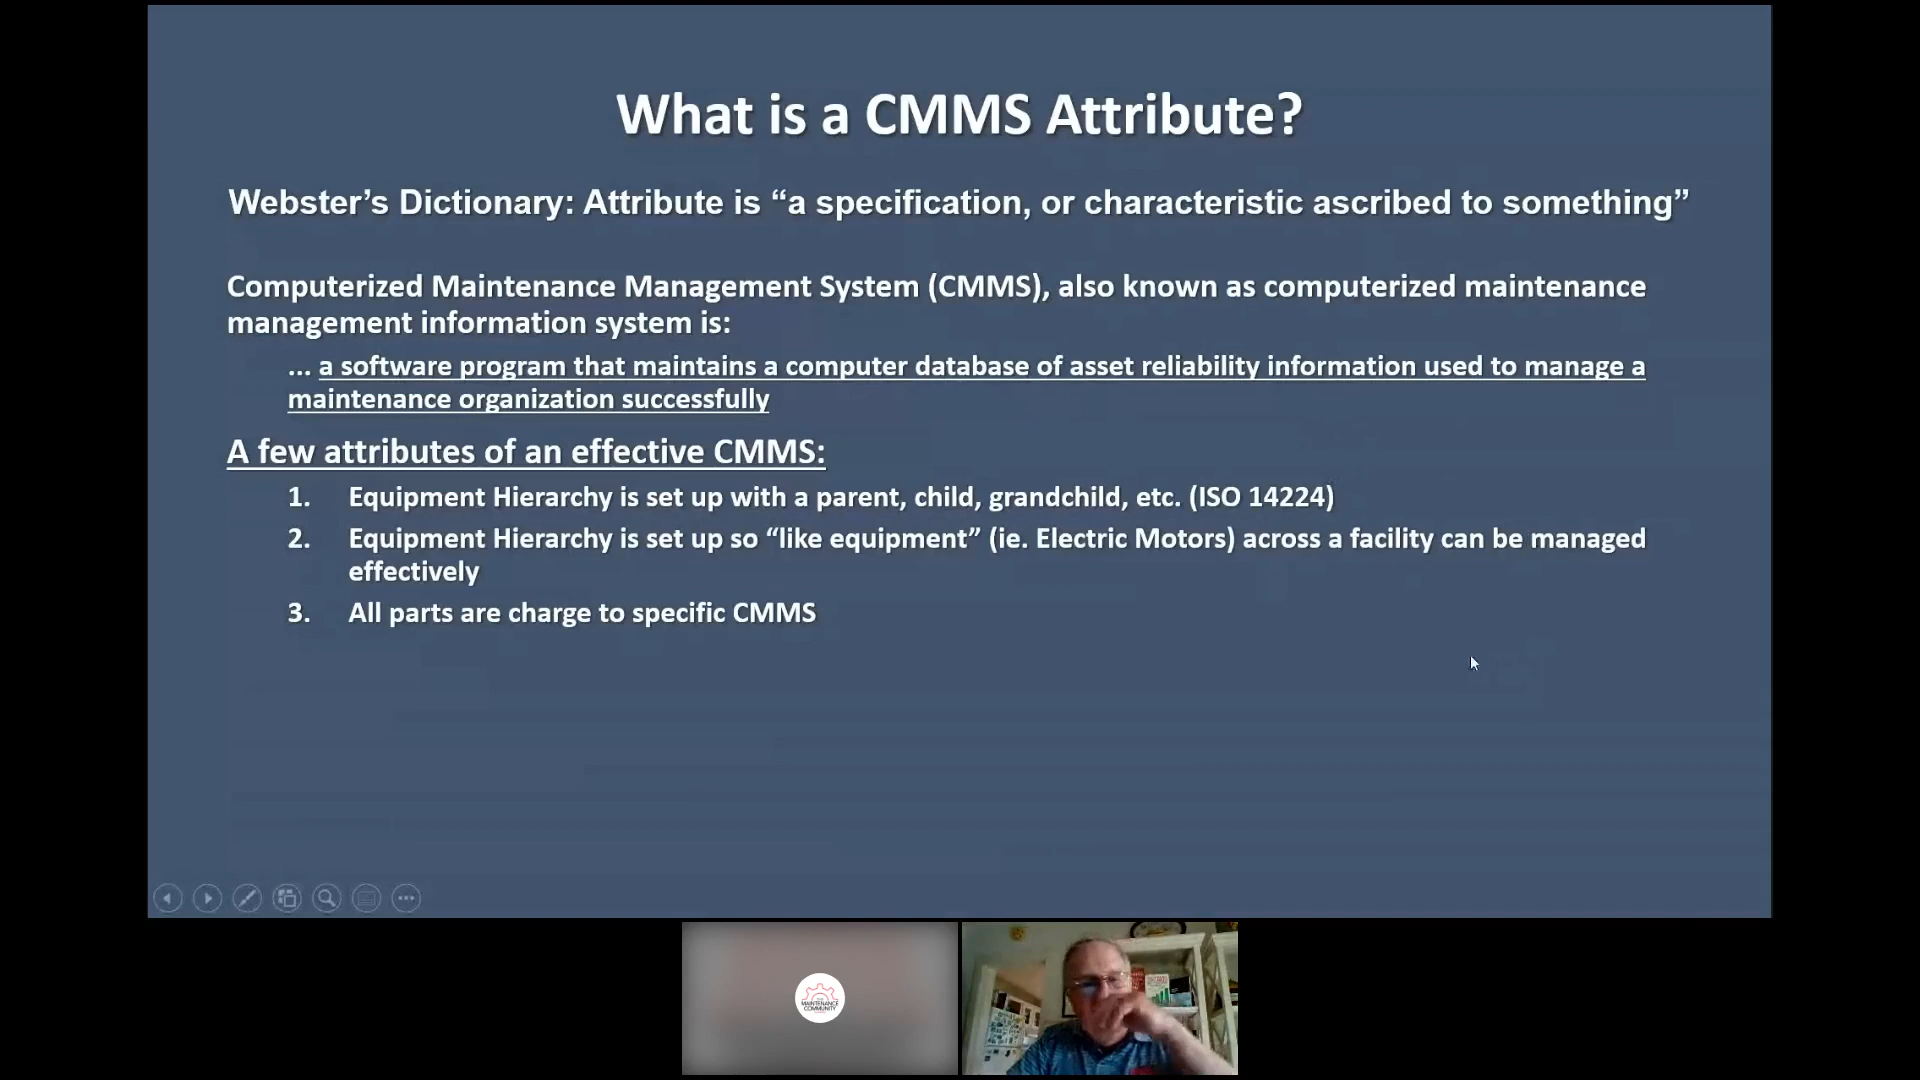 What is a CMMS Attribute?
Webster’s Dictionary: Attribute is “a specification, or characteristic ascribed to something”
Computerized Maintenance Management System (CMMS), also known as computerized maintenance
management information system is:
... a software program that maintains a computer database of asset reliability information used to manage a
maintenance organization successfully
A few attributes of an effective CMMS:
1. Equipment Hierarchy is set up with a parent, child, grandchild, etc. (ISO 14224)
2. Equipment Hierarchy is set up so “like equipment” (ie. Electric Motors) across a facility can be managed
effectively
3. All parts are charge to specific CMMS
MAINTENANCE
COMMUNITY